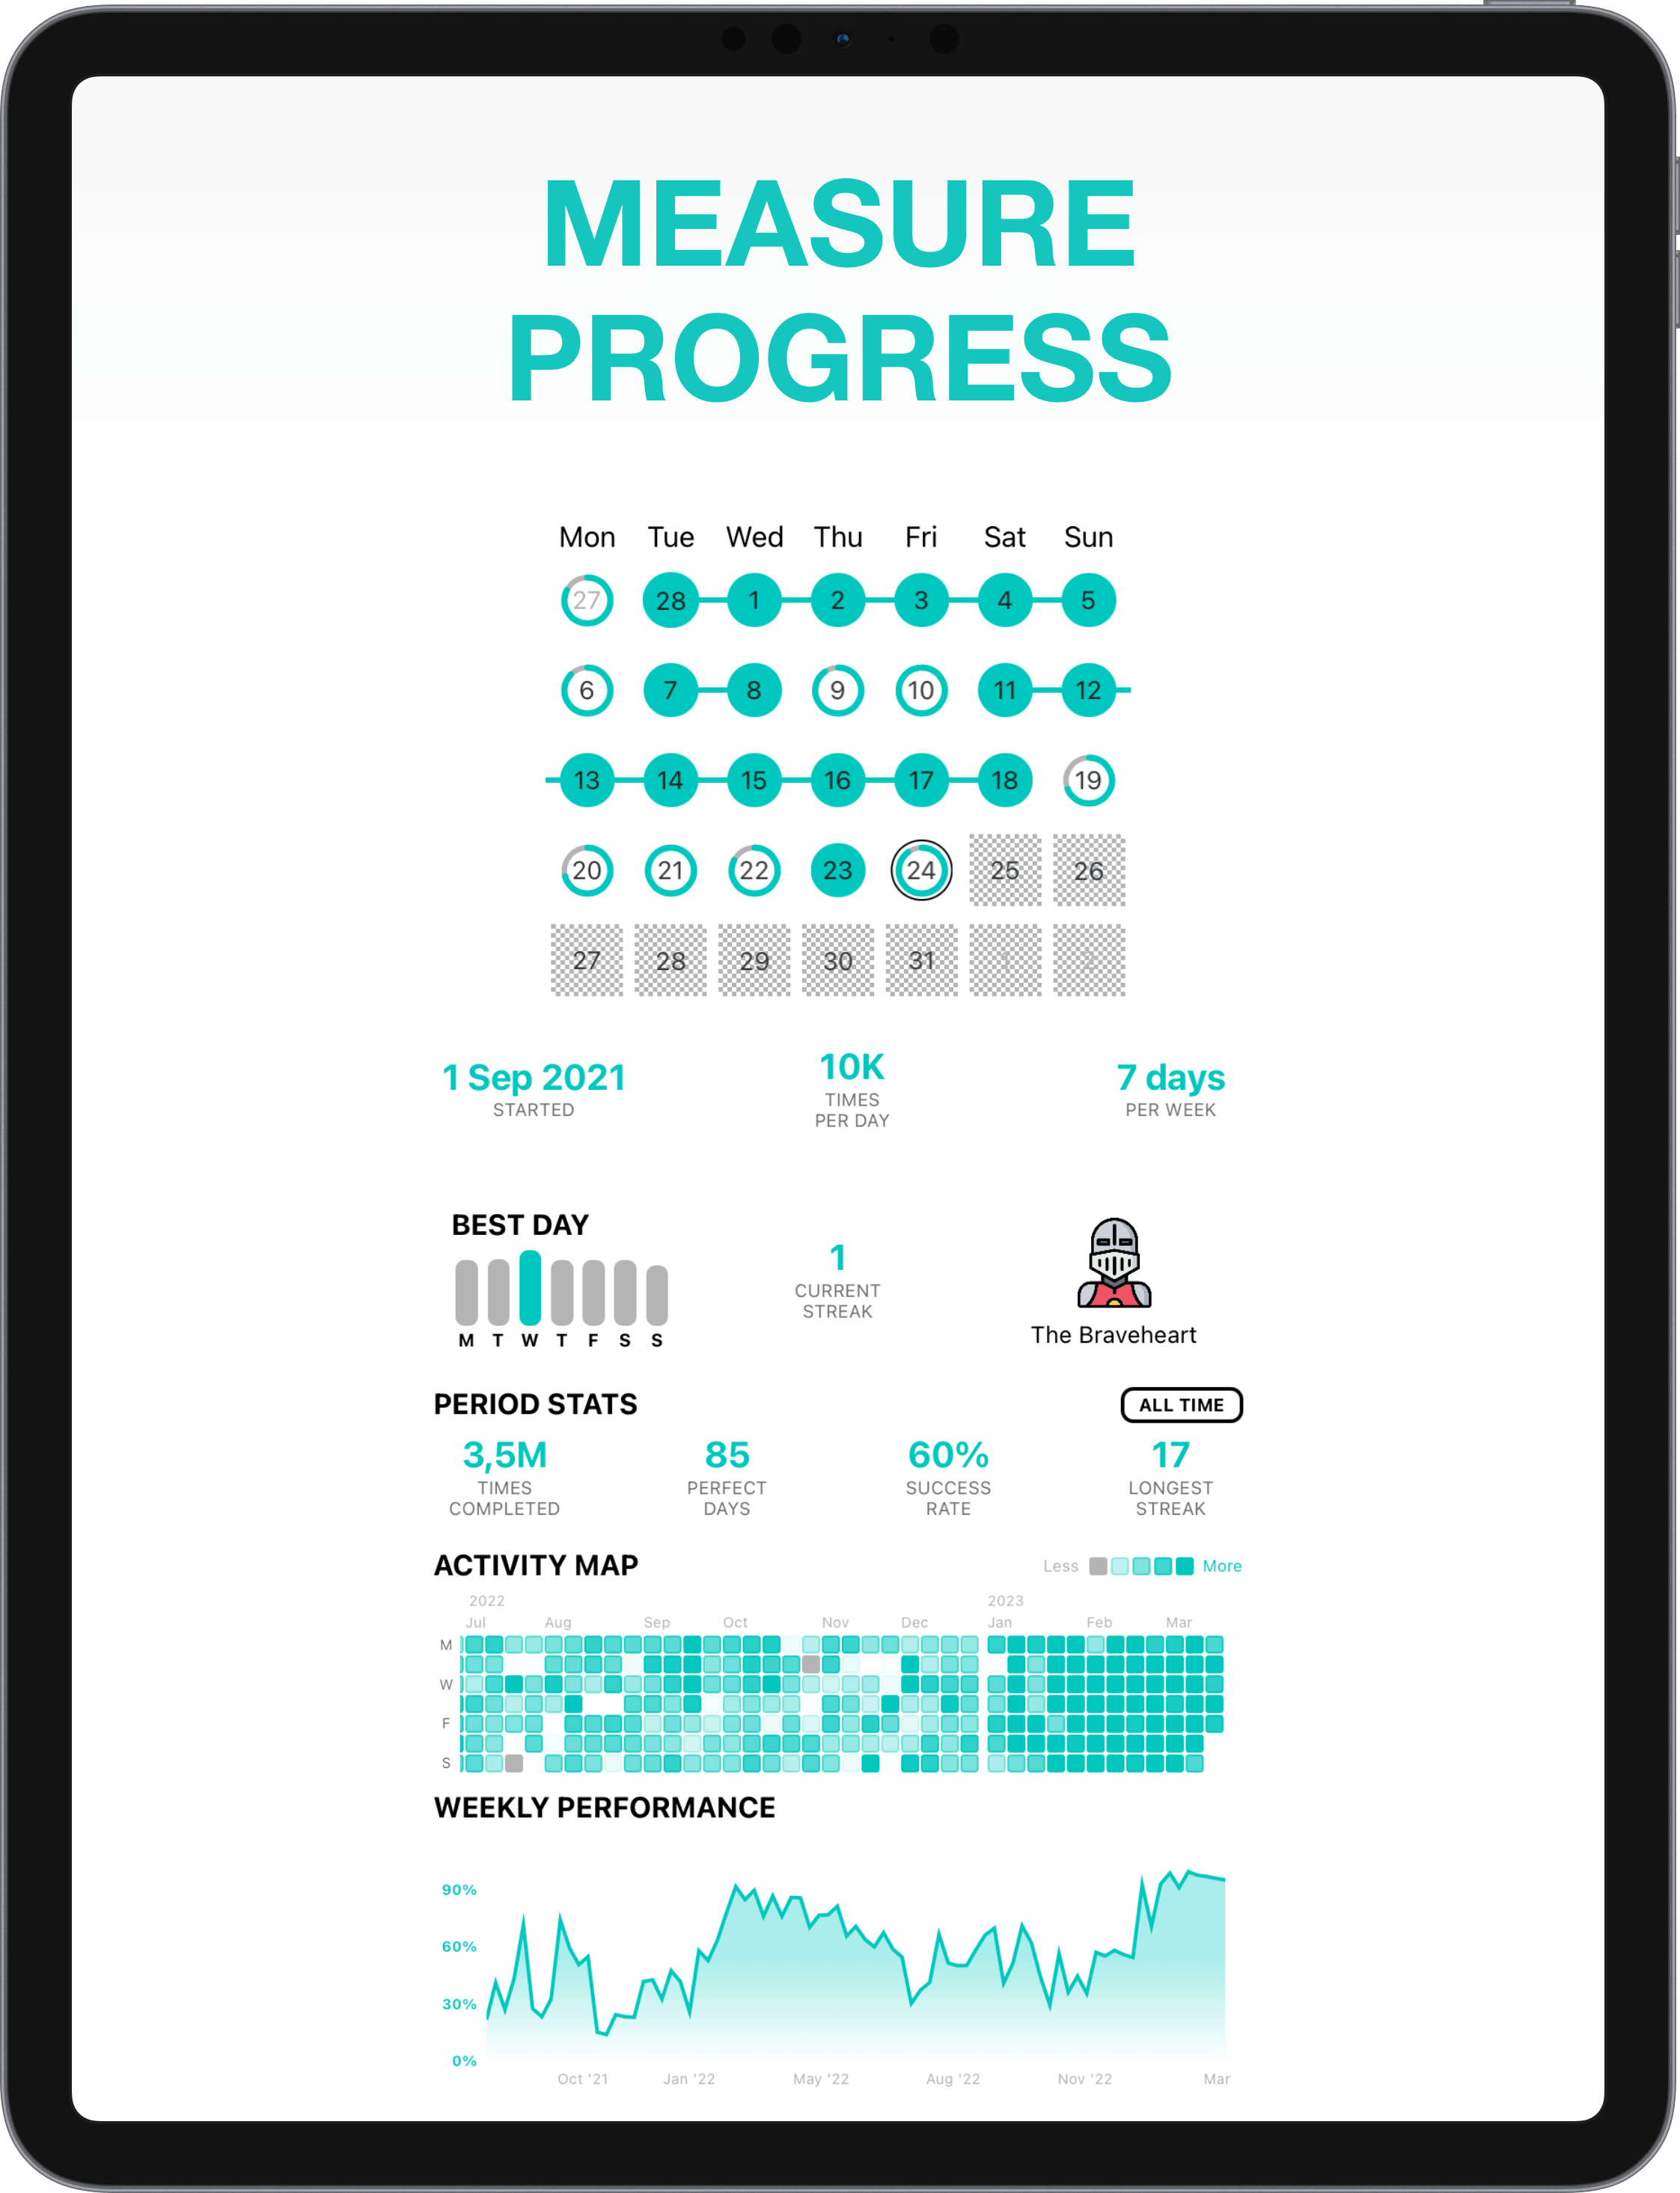 MEASURE
PROGRESS
Mon Tue Wed Thu Fri Sat Sun
27 28 1 2 3 4 5
6 7 8 9 10 11 12
13 14 15 16 17 18 19
20 21 22 23 24 25 26
27 28 29 30 31 1 2
1 Sep 2021
STARTED
10K
TIMES
PER DAY
7 days
PER WEEK
BEST DAY
M T W T F S S
1
CURRENT
STREAK
The Braveheart
PERIOD STATS
ALL TIME
3,5M
TIMES
COMPLETED
85
PERFECT
DAYS
60%
SUCCESS
RATE
17
LONGEST
STREAK
ACTIVITY MAP
Less More
2022 2023
Jul Aug Sep Oct Nov Dec Jan Feb Mar
M
W
F
S
WEEKLY PERFORMANCE
90%
60%
30%
0%
Oct '21 Jan '22 May '22 Aug '22 Nov '22 Mar